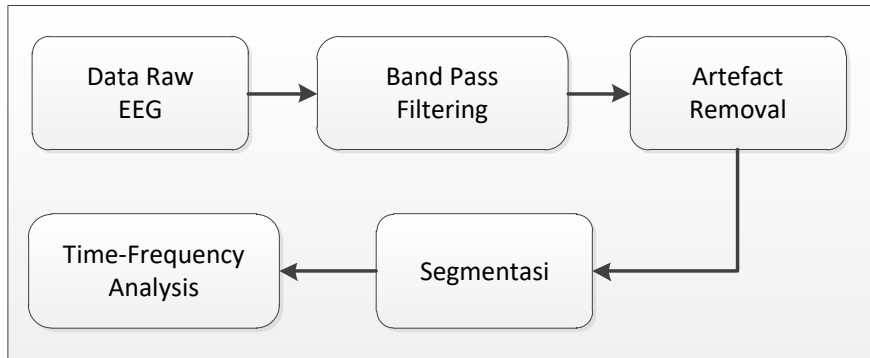 Data Raw
EEG
Band Pass
Filtering
Artefact
Removal
Segmentasi
Time-Frequency
Analysis